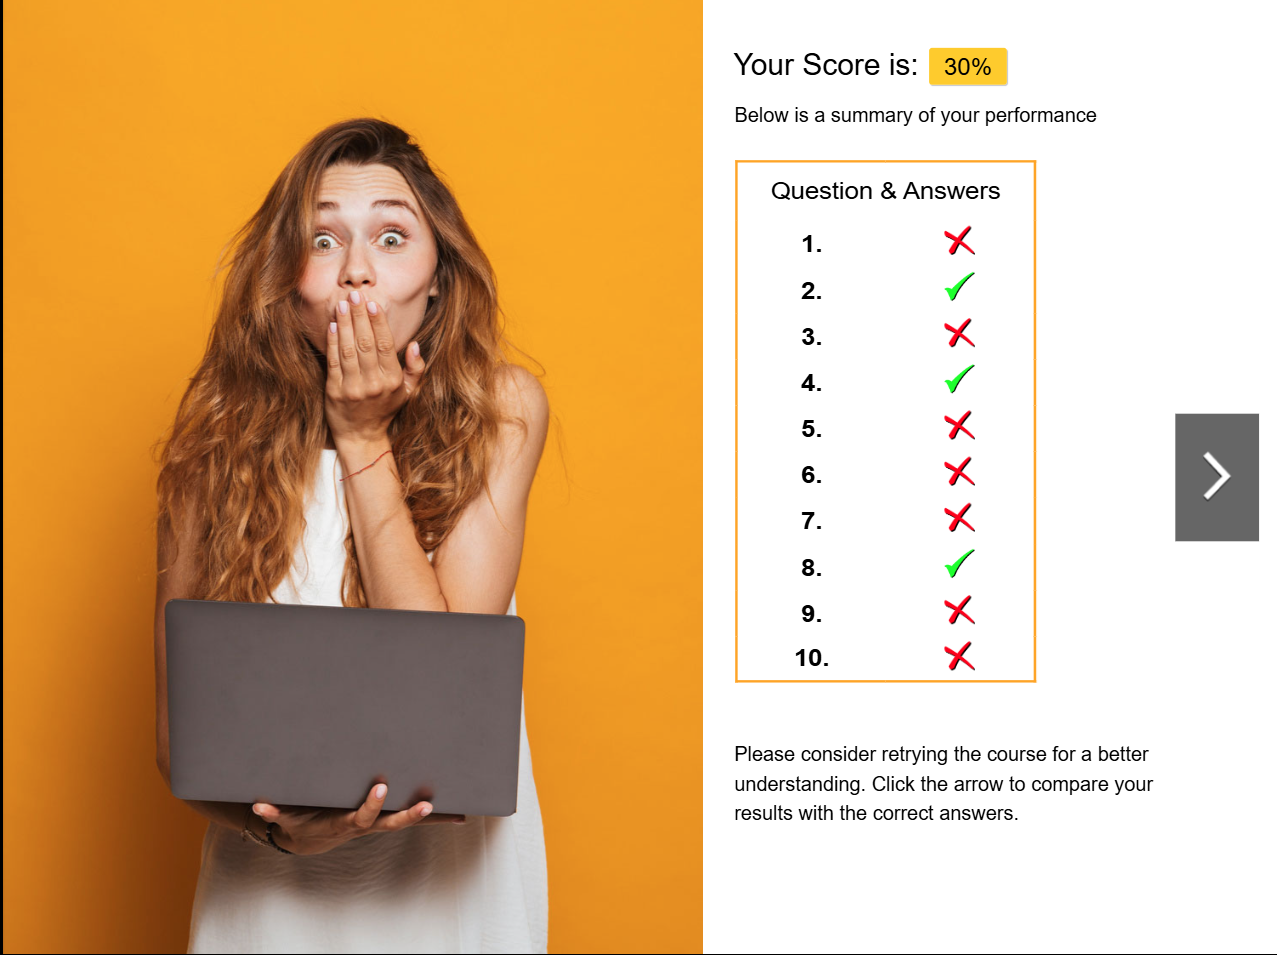 Your Score is: 30%
Below is a summary of your performance
Question & Answers
1.
2.
3.
4.
5.
6.
7.
8.
9.
10.
Please consider retrying the course for a better
understanding. Click the arrow to compare your
results with the correct answers.